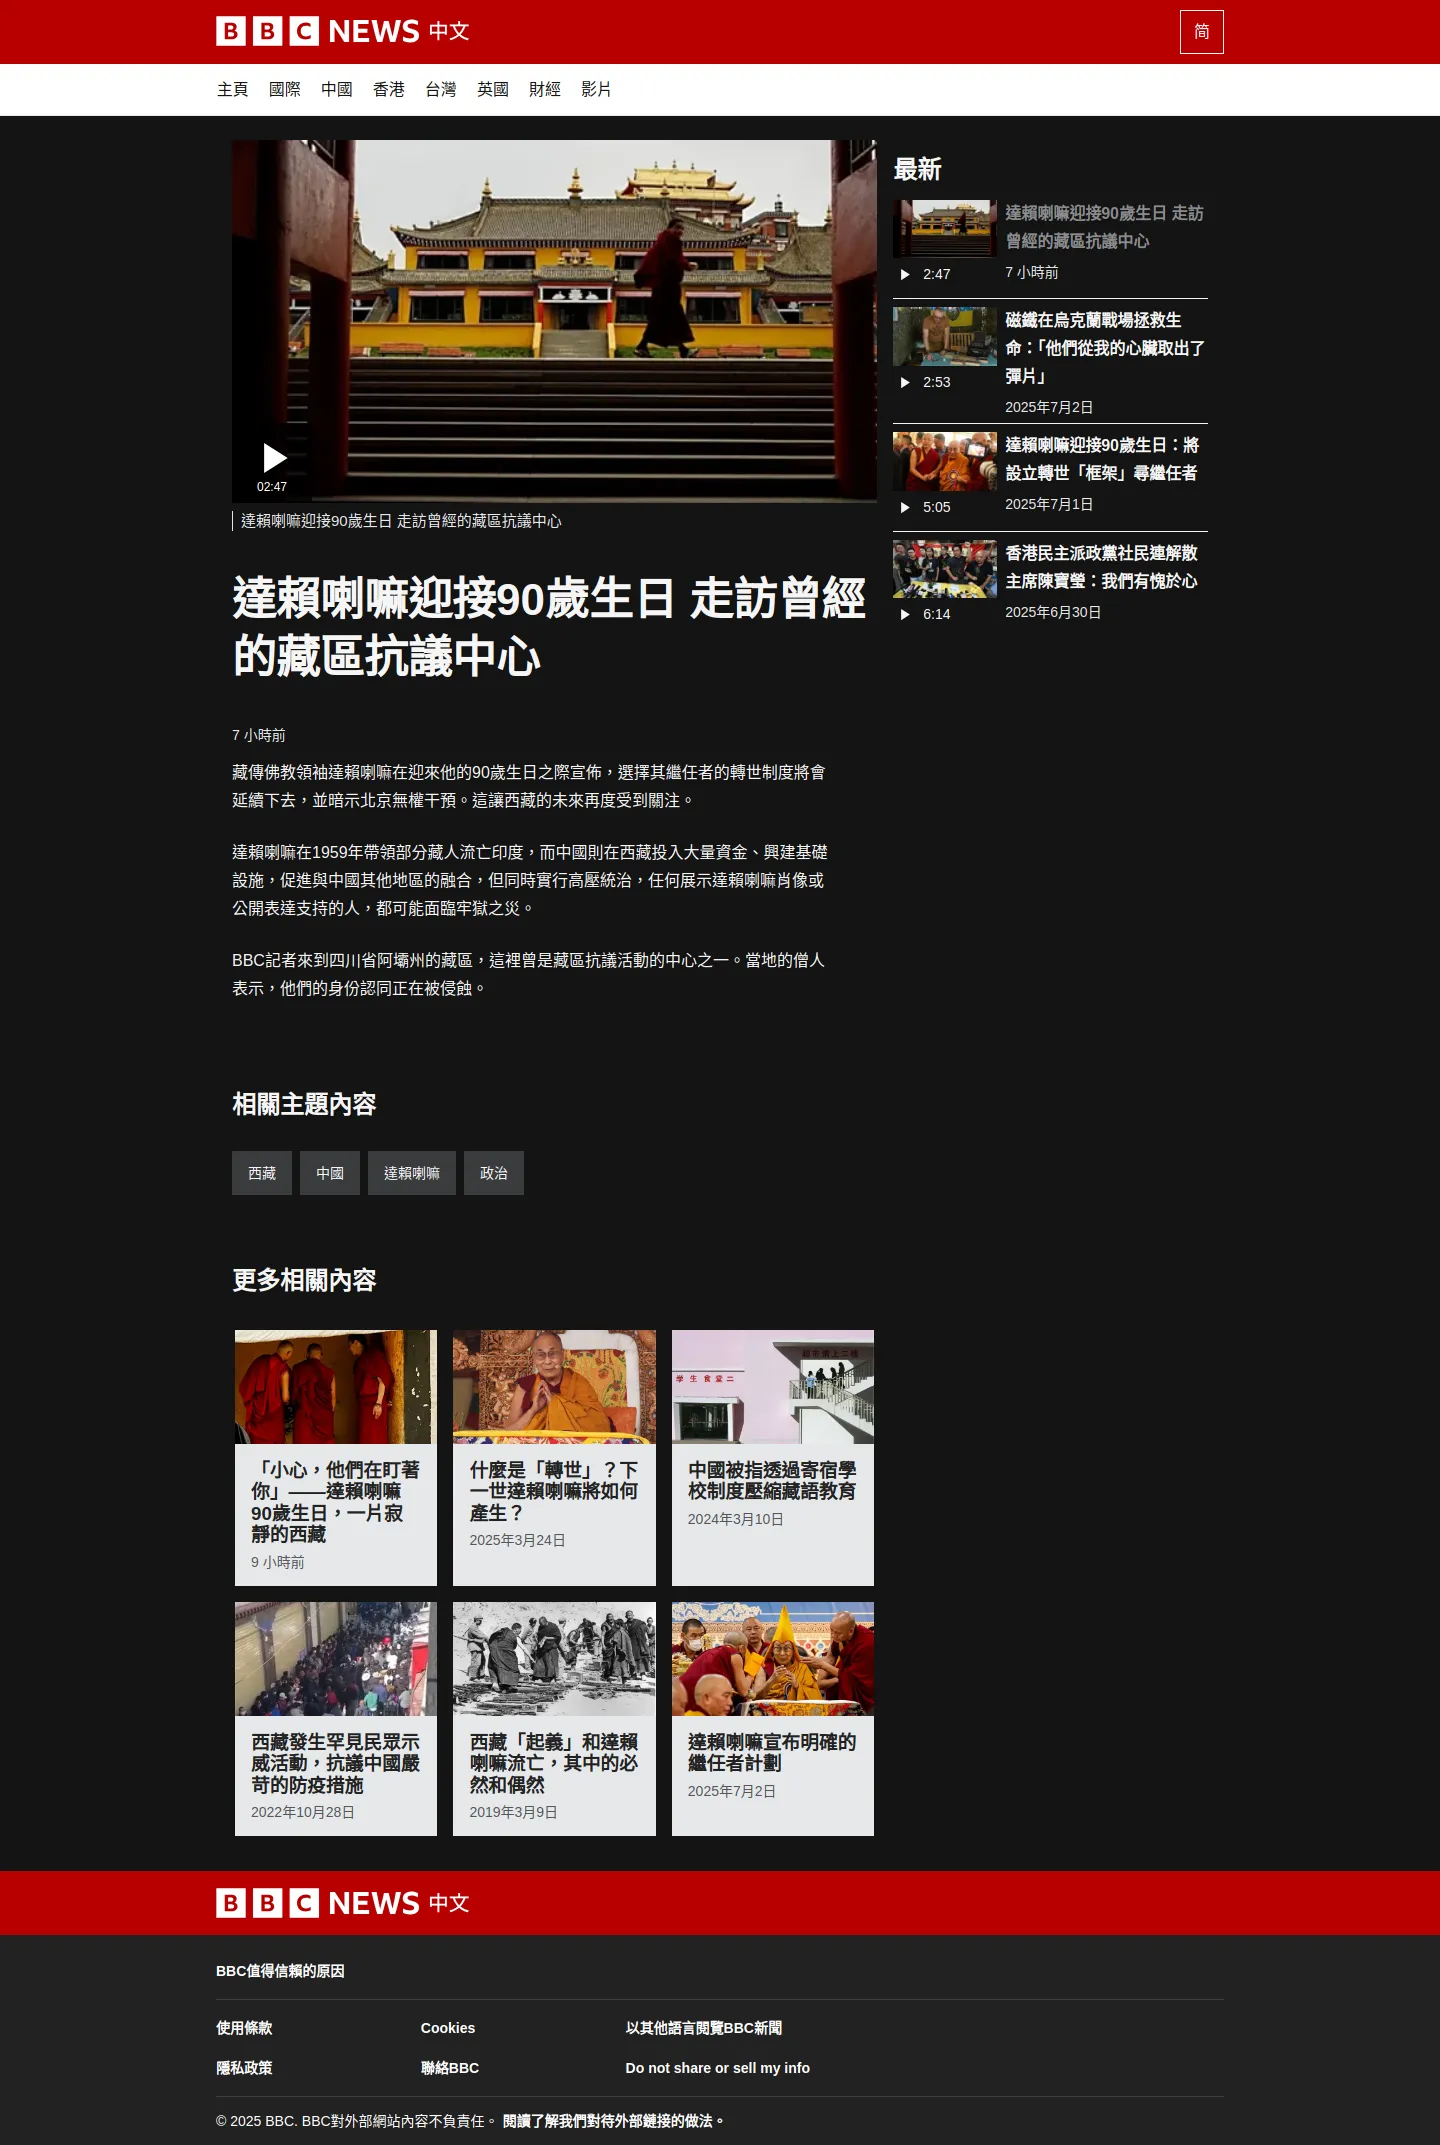 BBC NEWS 中文
简
主頁 國際 中國 香港 台灣 英國 財經 影片
02:47
達賴喇嘛迎接90歲生日 走訪曾經的藏區抗議中心
達賴喇嘛迎接90歲生日 走訪曾經
的藏區抗議中心
7 小時前
藏傳佛教領袖達賴喇嘛在迎來他的90歲生日之際宣佈，選擇其繼任者的轉世制度將會
延續下去，並暗示北京無權干預。這讓西藏的未來再度受到關注。
達賴喇嘛在1959年帶領部分藏人流亡印度，而中國則在西藏投入大量資金、興建基礎
設施，促進與中國其他地區的融合，但同時實行高壓統治，任何展示達賴喇嘛肖像或
公開表達支持的人，都可能面臨牢獄之災。
BBC記者來到四川省阿壩州的藏區，這裡曾是藏區抗議活動的中心之一。當地的僧人
表示，他們的身份認同正在被侵蝕。
最新
達賴喇嘛迎接90歲生日 走訪
曾經的藏區抗議中心
2:47
7 小時前
磁鐵在烏克蘭戰場拯救生
命：「他們從我的心臟取出了
彈片」
2:53
2025年7月2日
達賴喇嘛迎接90歲生日：將
設立轉世「框架」尋繼任者
5:05
2025年7月1日
香港民主派政黨社民連解散
主席陳寶瑩：我們有愧於心
6:14
2025年6月30日
相關主題內容
西藏 中國 達賴喇嘛 政治
更多相關內容
「小心，他們在盯著
你」——達賴喇嘛
90歲生日，一片寂
靜的西藏
9 小時前
什麼是「轉世」？下
一世達賴喇嘛將如何
產生？
2025年3月24日
超市请上二楼
学生食堂二
中國被指透過寄宿學
校制度壓縮藏語教育
2024年3月10日
西藏發生罕見民眾示
威活動，抗議中國嚴
苛的防疫措施
2022年10月28日
西藏「起義」和達賴
喇嘛流亡，其中的必
然和偶然
2019年3月9日
達賴喇嘛宣布明確的
繼任者計劃
2025年7月2日
BBC NEWS 中文
BBC值得信賴的原因
使用條款 Cookies 以其他語言閱覽BBC新聞
隱私政策 聯絡BBC Do not share or sell my info
© 2025 BBC. BBC對外部網站內容不負責任。 閱讀了解我們對待外部鏈接的做法。